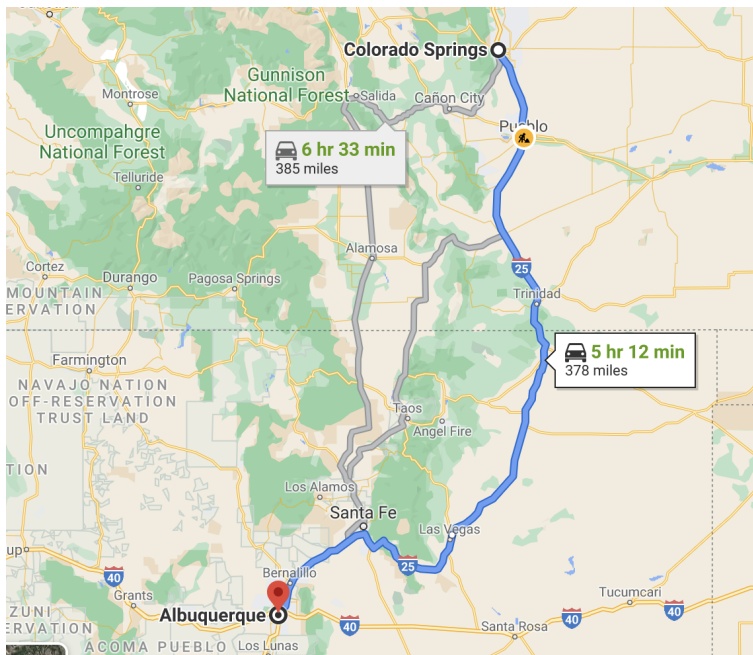 Colorado Springs
Gunnison
National Forest
Salida
Cañon City
Montrose
Pueblo
Uncompahgre
National Forest
6 hr 33 min
385 miles
Telluride
Alamosa
25
Cortez
Durango
Pagosa Springs
MOUNTAIN
ERVATION
Trinidad
5 hr 12 min
378 miles
Farmington
NAVAJO NATION
OFF-RESERVATION
TRUST LAND
Taos
Angel Fire
TION
Los Alamos
Santa Fe
Las Vegas
up
40
25
Bernalillo
Grants
Tucumcari
ZUNI
ERVATION
Albuquerque
40
40
40
Santa Rosa
ACOMA PUEBLO
Los Lunas